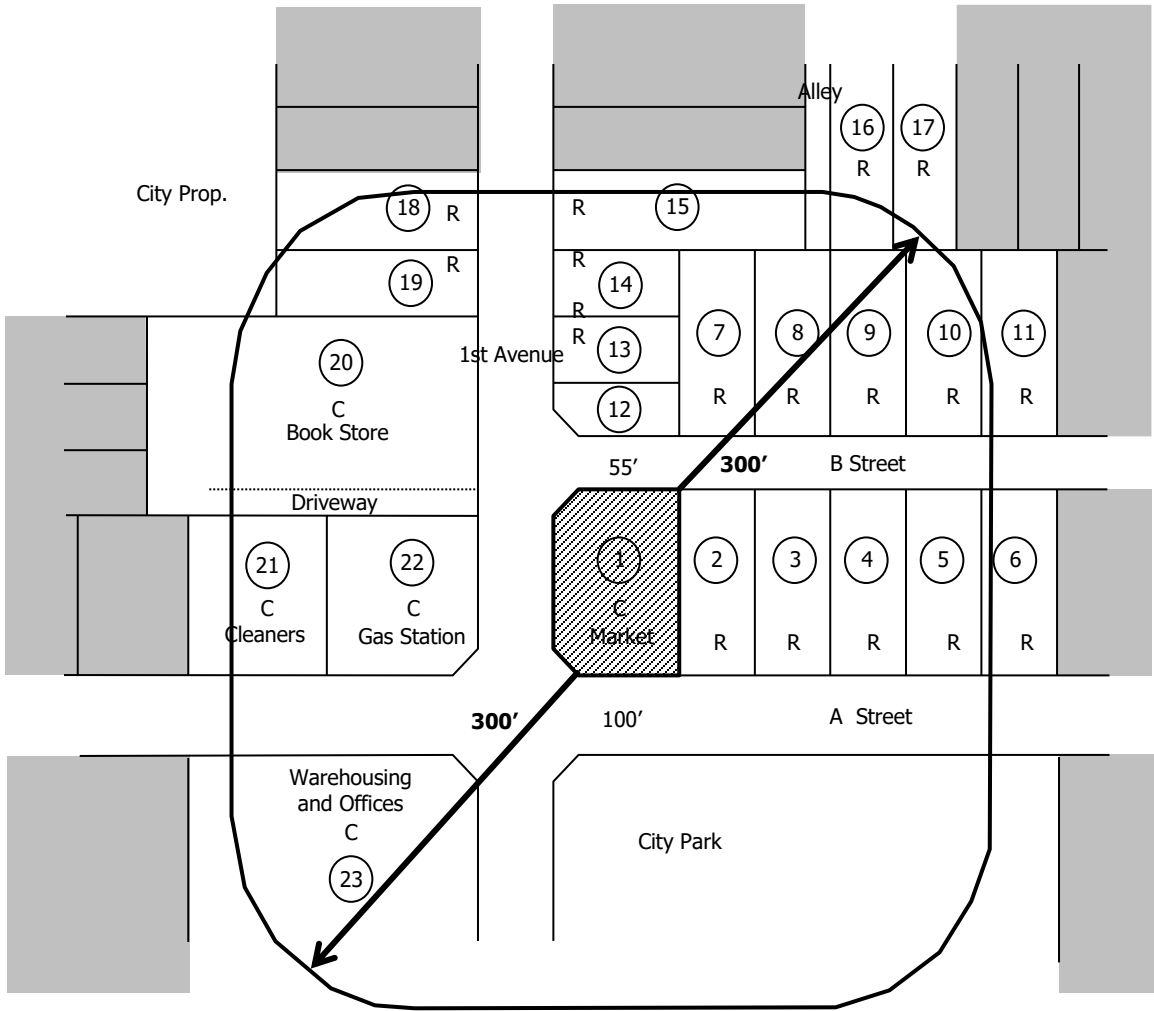 Alley
16
17
R
R
City Prop.
18
R
R
15
R
R
19
14
R
R
1st Avenue
13
7
8
9
10
11
20
C
Book Store
12
R
R
R
R
R
55’
300’
B Street
Driveway
21
C
Cleaners
22
C
Gas Station
1
C
Market
2
3
4
5
6
R
R
R
R
R
300’
100’
A Street
Warehousing
and Offices
C
23
City Park